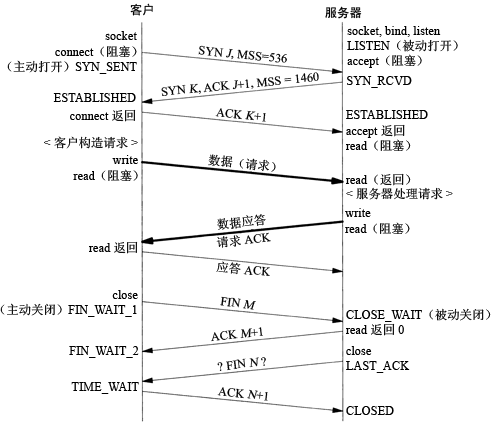 客户
服务器
socket
socket, bind, listen
connect（阻塞）
LISTEN（被动打开）
（主动打开）SYN_SENT
SYN J, MSS=536
accept（阻塞）
SYN_RCVD
SYN K, ACK J+1, MSS = 1460
ESTABLISHED
connect 返回
ACK K+1
ESTABLISHED
accept 返回
read（阻塞）
< 客户构造请求 >
write
read（阻塞）
数据（请求）
read（返回）
< 服务器处理请求 >
write
read（阻塞）
数据应答
请求 ACK
read 返回
应答 ACK
close
（主动关闭）FIN_WAIT_1
FIN M
CLOSE_WAIT（被动关闭）
read 返回 0
ACK M+1
FIN_WAIT_2
close
LAST_ACK
? FIN N ?
TIME_WAIT
ACK N+1
CLOSED